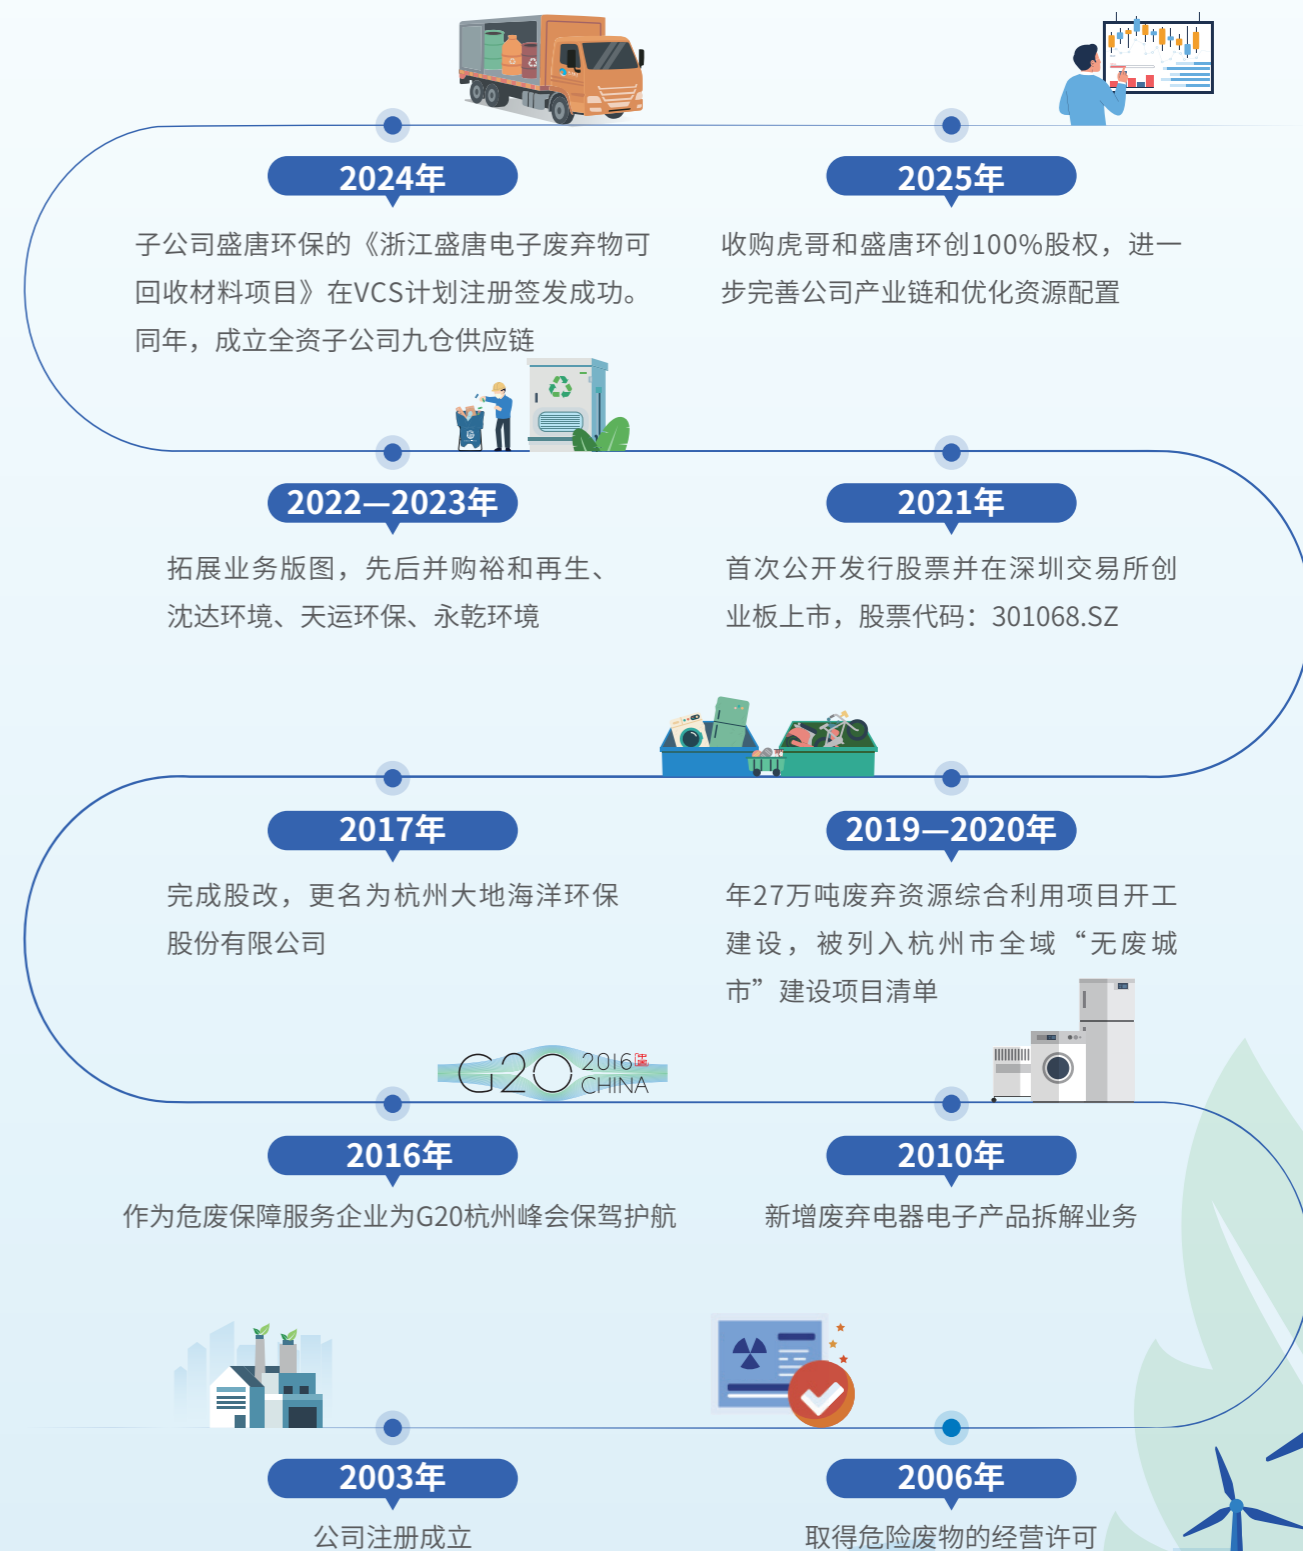 2024年
子公司盛唐环保的《浙江盛唐电子废弃物可
回收材料项目》在VCS计划注册签发成功。
同年，成立全资子公司九仓供应链
2025年
收购虎哥和盛唐环创100%股权，进一
步完善公司产业链和优化资源配置
2022—2023年
拓展业务版图，先后并购裕和再生、
沈达环境、天运环保、永乾环境
2021年
首次公开发行股票并在深圳交易所创
业板上市，股票代码：301068.SZ
2017年
完成股改，更名为杭州大地海洋环保
股份有限公司
2019—2020年
年27万吨废弃资源综合利用项目开工
建设，被列入杭州市全域“无废城
市”建设项目清单
G20 2016
CHINA
2016年
作为危废保障服务企业为G20杭州峰会保驾护航
2010年
新增废弃电器电子产品拆解业务
2003年
公司注册成立
2006年
取得危险废物的经营许可